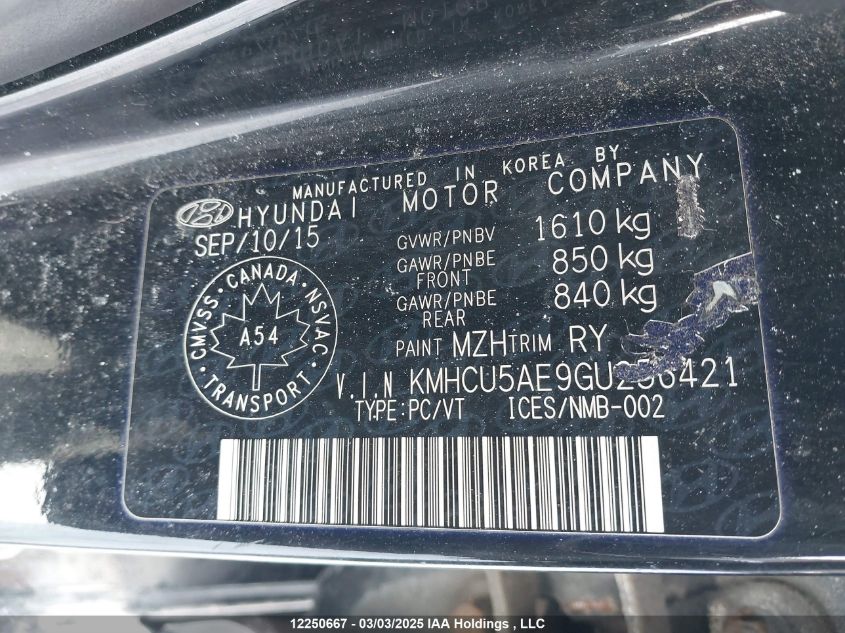 MANUFACTURED IN KOREA BY
HYUNDAI MOTOR COMPANY
SEP/10/15
GVWR/PNBV 1610 kg
GAWR/PNBE FRONT 850 kg
GAWR/PNBE REAR 840 kg
CMVSS · CANADA · NSVAC
A54
TRANSPORT
PAINT MZH TRIM RY
V.I.N
TYPE:PC/VT ICES/NMB-002
12250667 - 03/03/2025 IAA Holdings , LLC